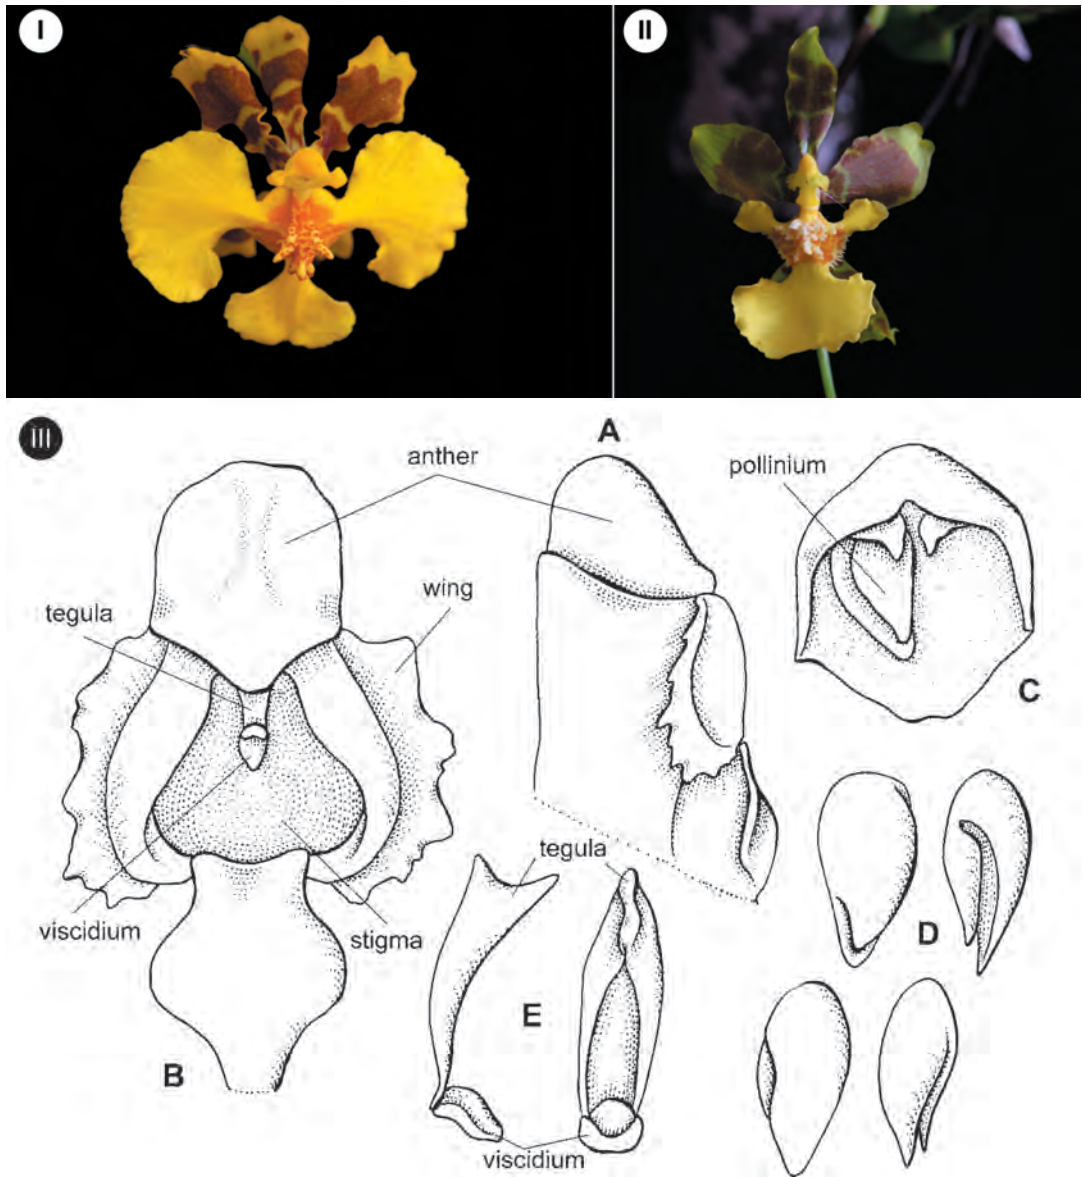 I
II
III
A
anther
pollinium
wing
tegula
C
tegula
viscidium
stigma
D
E
B
viscidium